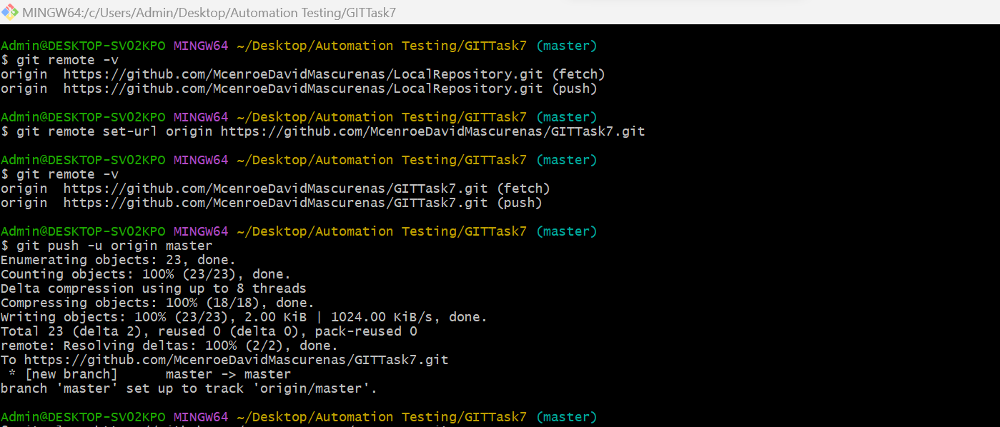 MINGW64:/c/Users/Admin/Desktop/Automation Testing/GITTask7
Admin@DESKTOP-SV02KPO MINGW64 ~/Desktop/Automation Testing/GITTask7 (master)
$ git remote -v
origin  https://github.com/McenroeDavidMascurenas/LocalRepository.git (fetch)
origin  https://github.com/McenroeDavidMascurenas/LocalRepository.git (push)
Admin@DESKTOP-SV02KPO MINGW64 ~/Desktop/Automation Testing/GITTask7 (master)
$ git remote set-url origin https://github.com/McenroeDavidMascurenas/GITTask7.git
Admin@DESKTOP-SV02KPO MINGW64 ~/Desktop/Automation Testing/GITTask7 (master)
$ git remote -v
origin  https://github.com/McenroeDavidMascurenas/GITTask7.git (fetch)
origin  https://github.com/McenroeDavidMascurenas/GITTask7.git (push)
Admin@DESKTOP-SV02KPO MINGW64 ~/Desktop/Automation Testing/GITTask7 (master)
$ git push -u origin master
Enumerating objects: 23, done.
Counting objects: 100% (23/23), done.
Delta compression using up to 8 threads
Compressing objects: 100% (18/18), done.
Writing objects: 100% (23/23), 2.00 KiB | 1024.00 KiB/s, done.
Total 23 (delta 2), reused 0 (delta 0), pack-reused 0
remote: Resolving deltas: 100% (2/2), done.
To https://github.com/McenroeDavidMascurenas/GITTask7.git
 * [new branch]      master -> master
branch 'master' set up to track 'origin/master'.
Admin@DESKTOP-SV02KPO MINGW64 ~/Desktop/Automation Testing/GITTask7 (master)